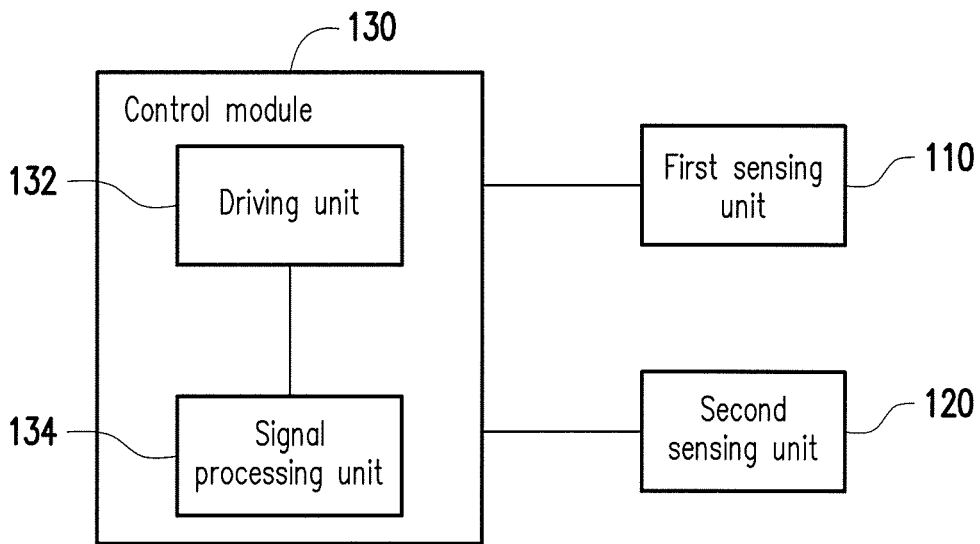 130
Control module
132
Driving unit
First sensing
unit
110
134
Signal
processing unit
Second
sensing unit
120